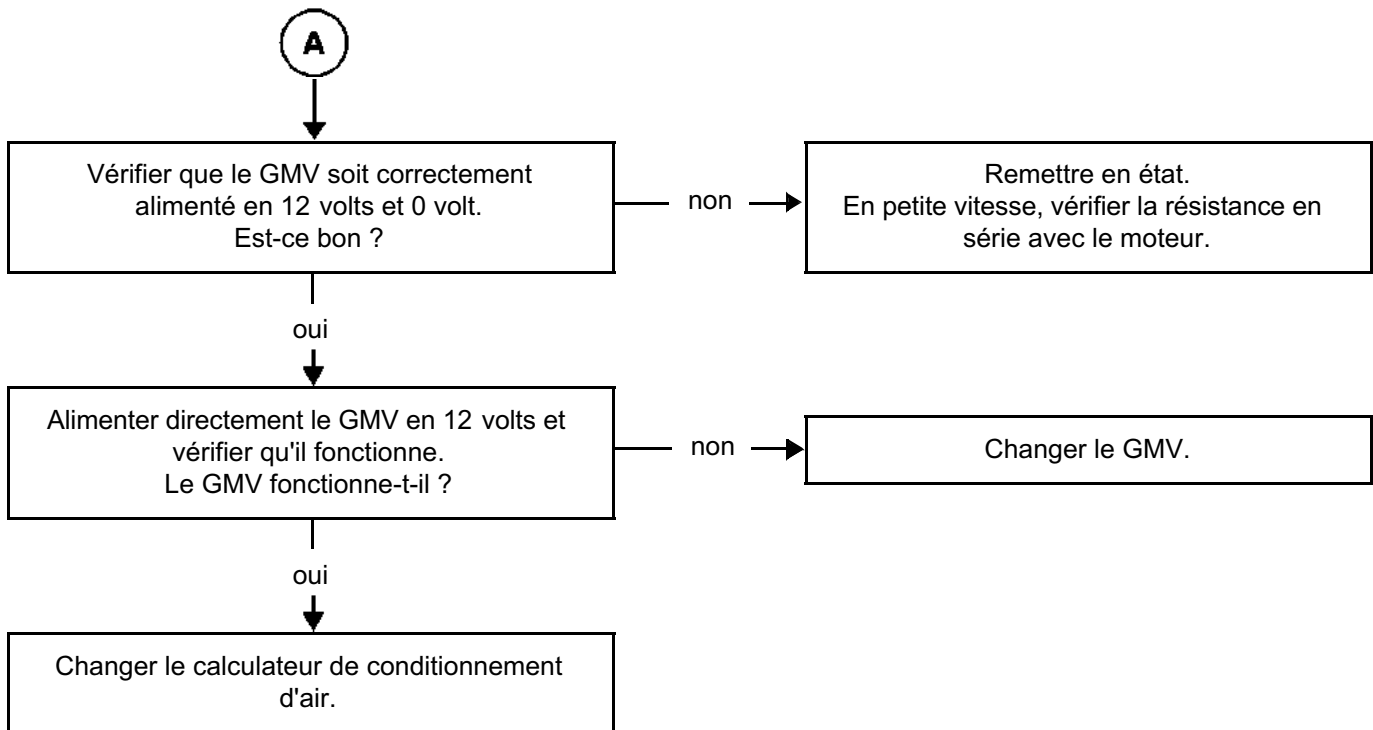 A
Vérifier que le GMV soit correctement
alimenté en 12 volts et 0 volt.
Est-ce bon ?
non
Remettre en état.
En petite vitesse, vérifier la résistance en
série avec le moteur.
oui
Alimenter directement le GMV en 12 volts et
vérifier qu'il fonctionne.
Le GMV fonctionne-t-il ?
non
Changer le GMV.
oui
Changer le calculateur de conditionnement
d'air.